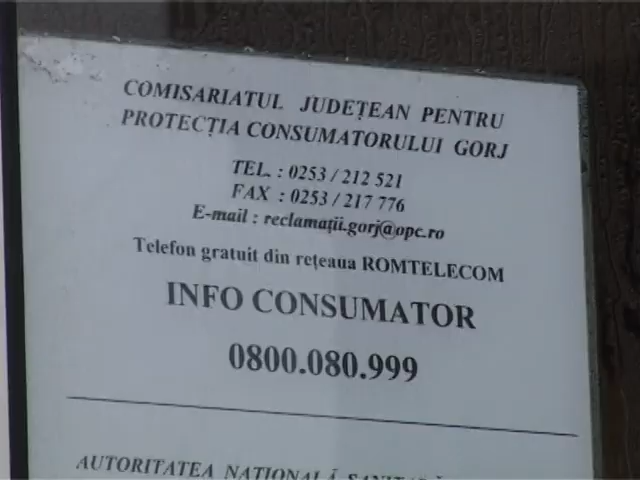 COMISARIATUL JUDEȚEAN PENTRU
PROTECȚIA CONSUMATORULUI GORJ
TEL. : 0253 / 212 521
FAX : 0253 / 217 776
E-mail : reclamații.gorj@opc.ro
Telefon gratuit din rețeaua ROMTELECOM
INFO CONSUMATOR
0800.080.999
AUTORITATEA NAȚIONALĂ